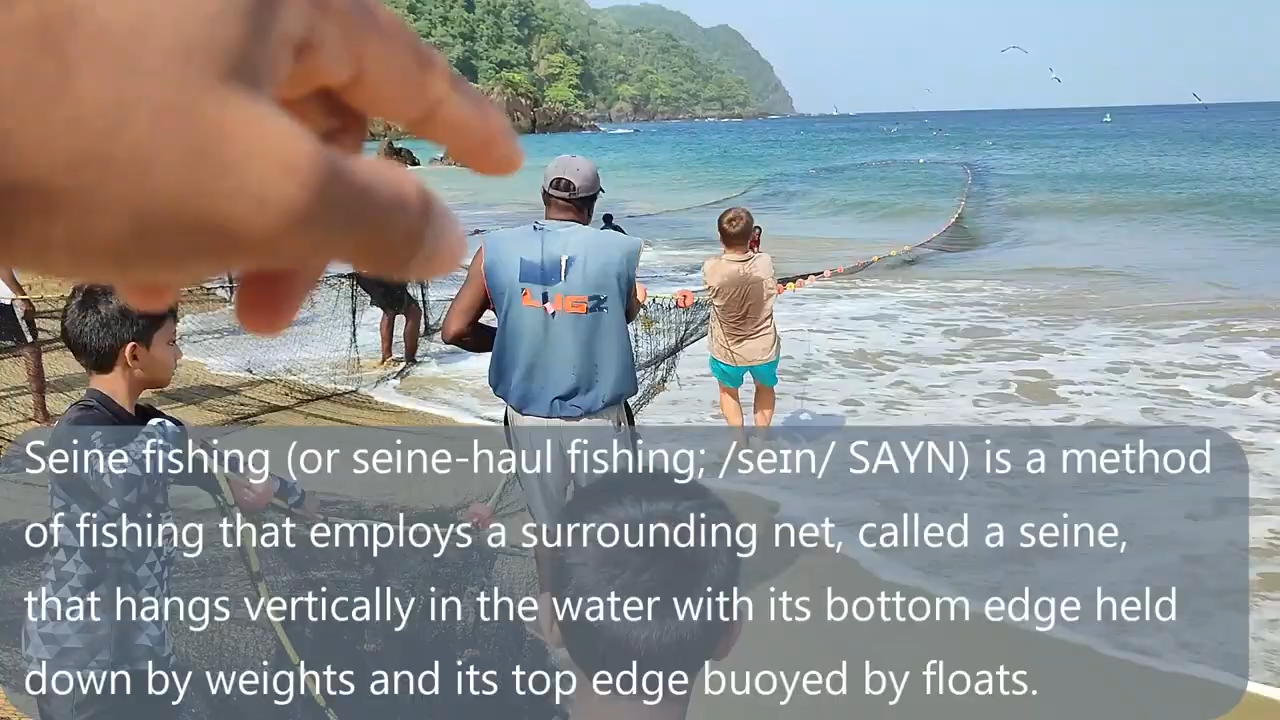 LUGZ
Seine fishing (or seine-haul fishing; /seɪn/ SAYN) is a method
of fishing that employs a surrounding net, called a seine,
that hangs vertically in the water with its bottom edge held
down by weights and its top edge buoyed by floats.